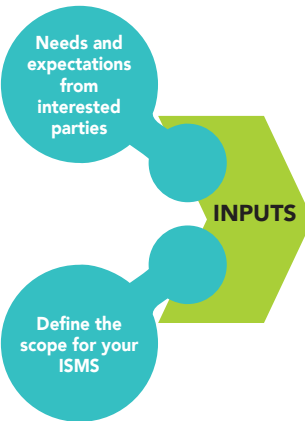 Needs and
expectations
from
interested
parties
INPUTS
Define the
scope for your
ISMS